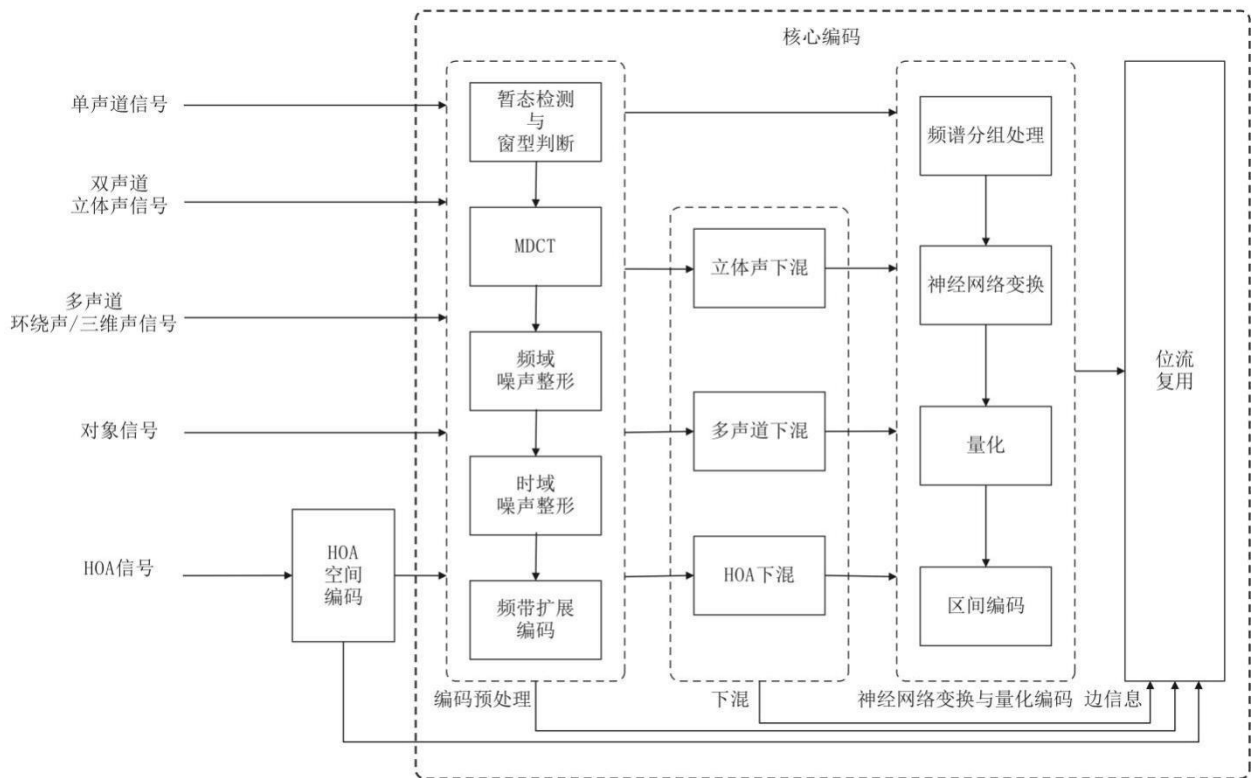 核心编码
单声道信号
双声道
立体声信号
多声道
环绕声/三维声信号
对象信号
HOA信号
HOA
空间
编码
暂态检测
与
窗型判断
MDCT
频域
噪声整形
时域
噪声整形
频带扩展
编码
编码预处理
立体声下混
多声道下混
HOA下混
下混
频谱分组处理
神经网络变换
量化
区间编码
神经网络变换与量化编码
边信息
位流
复用